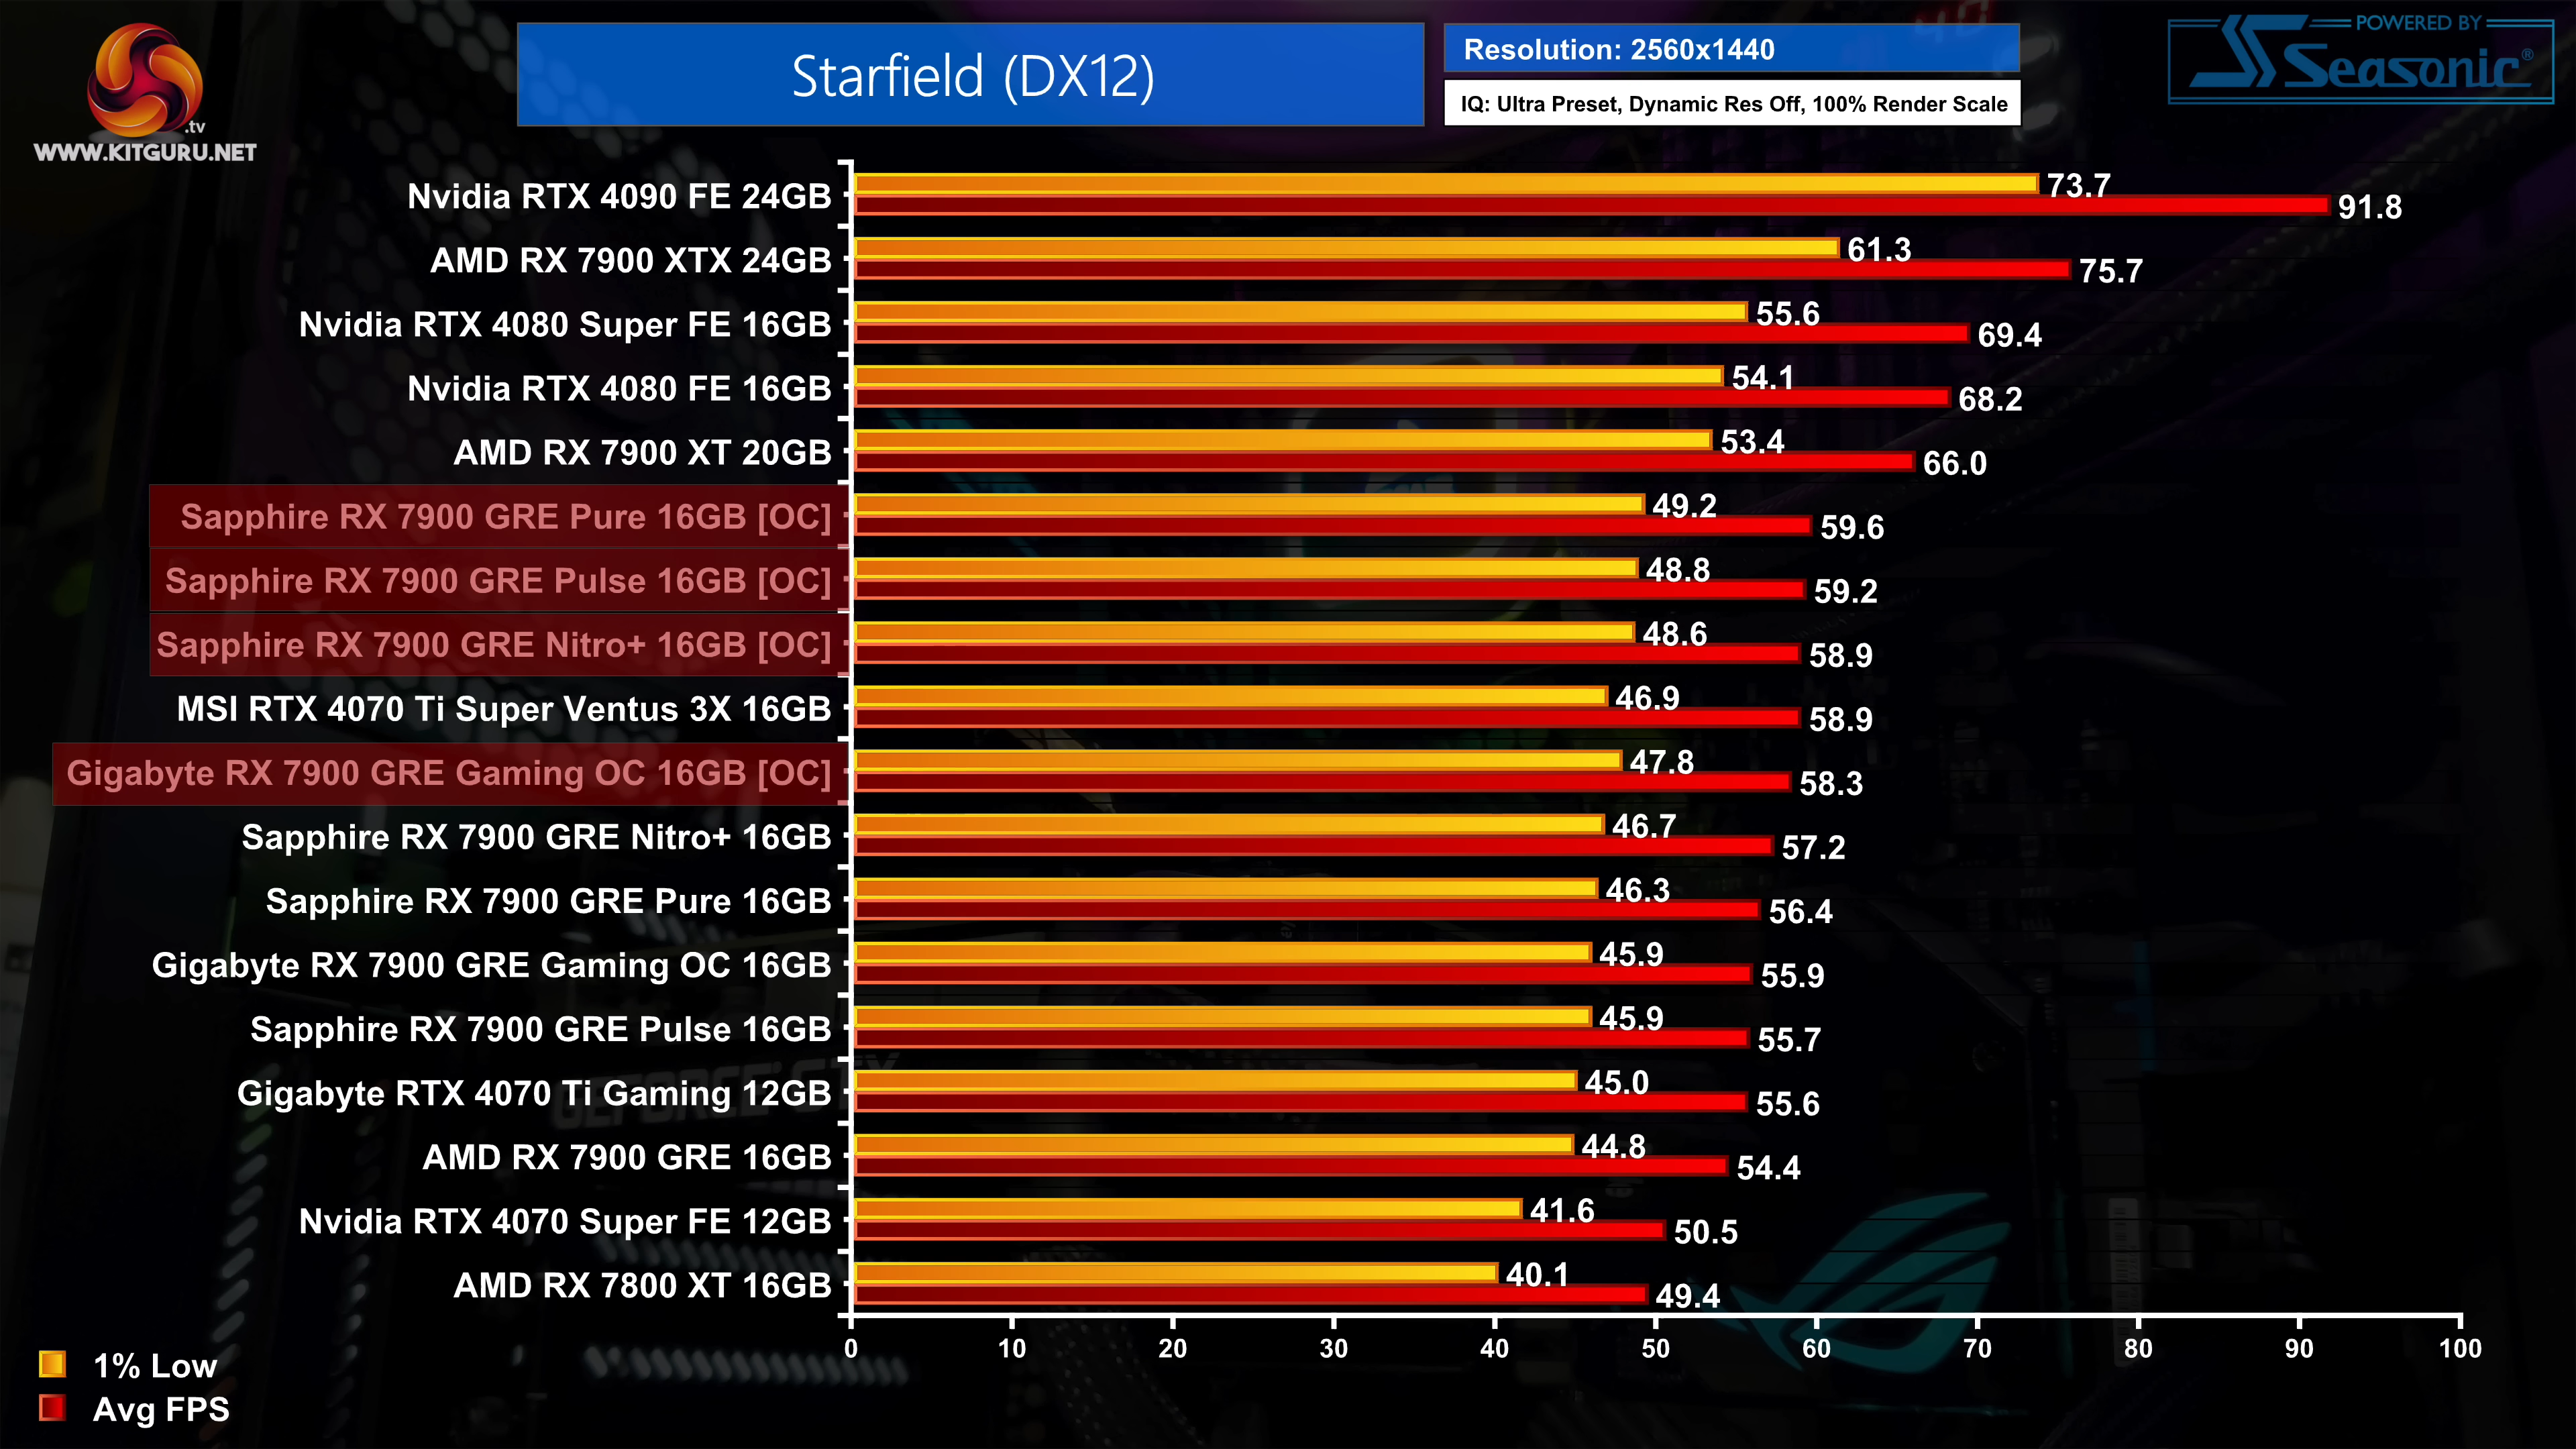 .tv
WWW.KITGURU.NET
Starfield (DX12)
Resolution: 2560x1440
IQ: Ultra Preset, Dynamic Res Off, 100% Render Scale
POWERED BY
Seasonic®
Nvidia RTX 4090 FE 24GB 73.7 91.8
AMD RX 7900 XTX 24GB 61.3 75.7
Nvidia RTX 4080 Super FE 16GB 55.6 69.4
Nvidia RTX 4080 FE 16GB 54.1 68.2
AMD RX 7900 XT 20GB 53.4 66.0
Sapphire RX 7900 GRE Pure 16GB [OC] 49.2 59.6
Sapphire RX 7900 GRE Pulse 16GB [OC] 48.8 59.2
Sapphire RX 7900 GRE Nitro+ 16GB [OC] 48.6 58.9
MSI RTX 4070 Ti Super Ventus 3X 16GB 46.9 58.9
Gigabyte RX 7900 GRE Gaming OC 16GB [OC] 47.8 58.3
Sapphire RX 7900 GRE Nitro+ 16GB 46.7 57.2
Sapphire RX 7900 GRE Pure 16GB 46.3 56.4
Gigabyte RX 7900 GRE Gaming OC 16GB 45.9 55.9
Sapphire RX 7900 GRE Pulse 16GB 45.9 55.7
Gigabyte RTX 4070 Ti Gaming 12GB 45.0 55.6
AMD RX 7900 GRE 16GB 44.8 54.4
Nvidia RTX 4070 Super FE 12GB 41.6 50.5
AMD RX 7800 XT 16GB 40.1 49.4
0 10 20 30 40 50 60 70 80 90 100
1% Low
Avg FPS
GEFORCE GTX